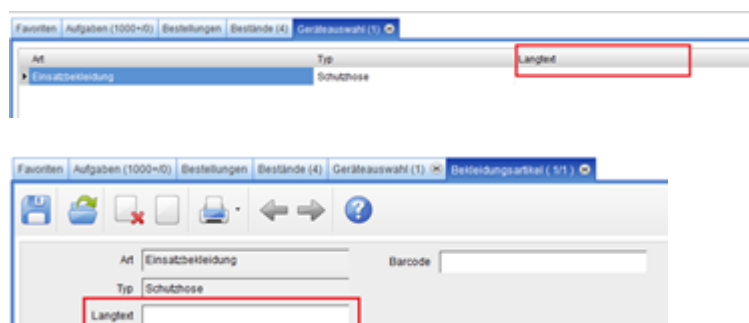 Favoriten Aufgaben (1000+/0) Bestellungen Bestände (4) Geräteauswahl (1)
Art Typ Langtext
Einsatzbekleidung Schutzhose
Favoriten Aufgaben (1000+/0) Bestellungen Bestände (4) Geräteauswahl (1) Bekleidungsartikel ( 1/1 )
Art Einsatzbekleidung Barcode
Typ Schutzhose
Langtext